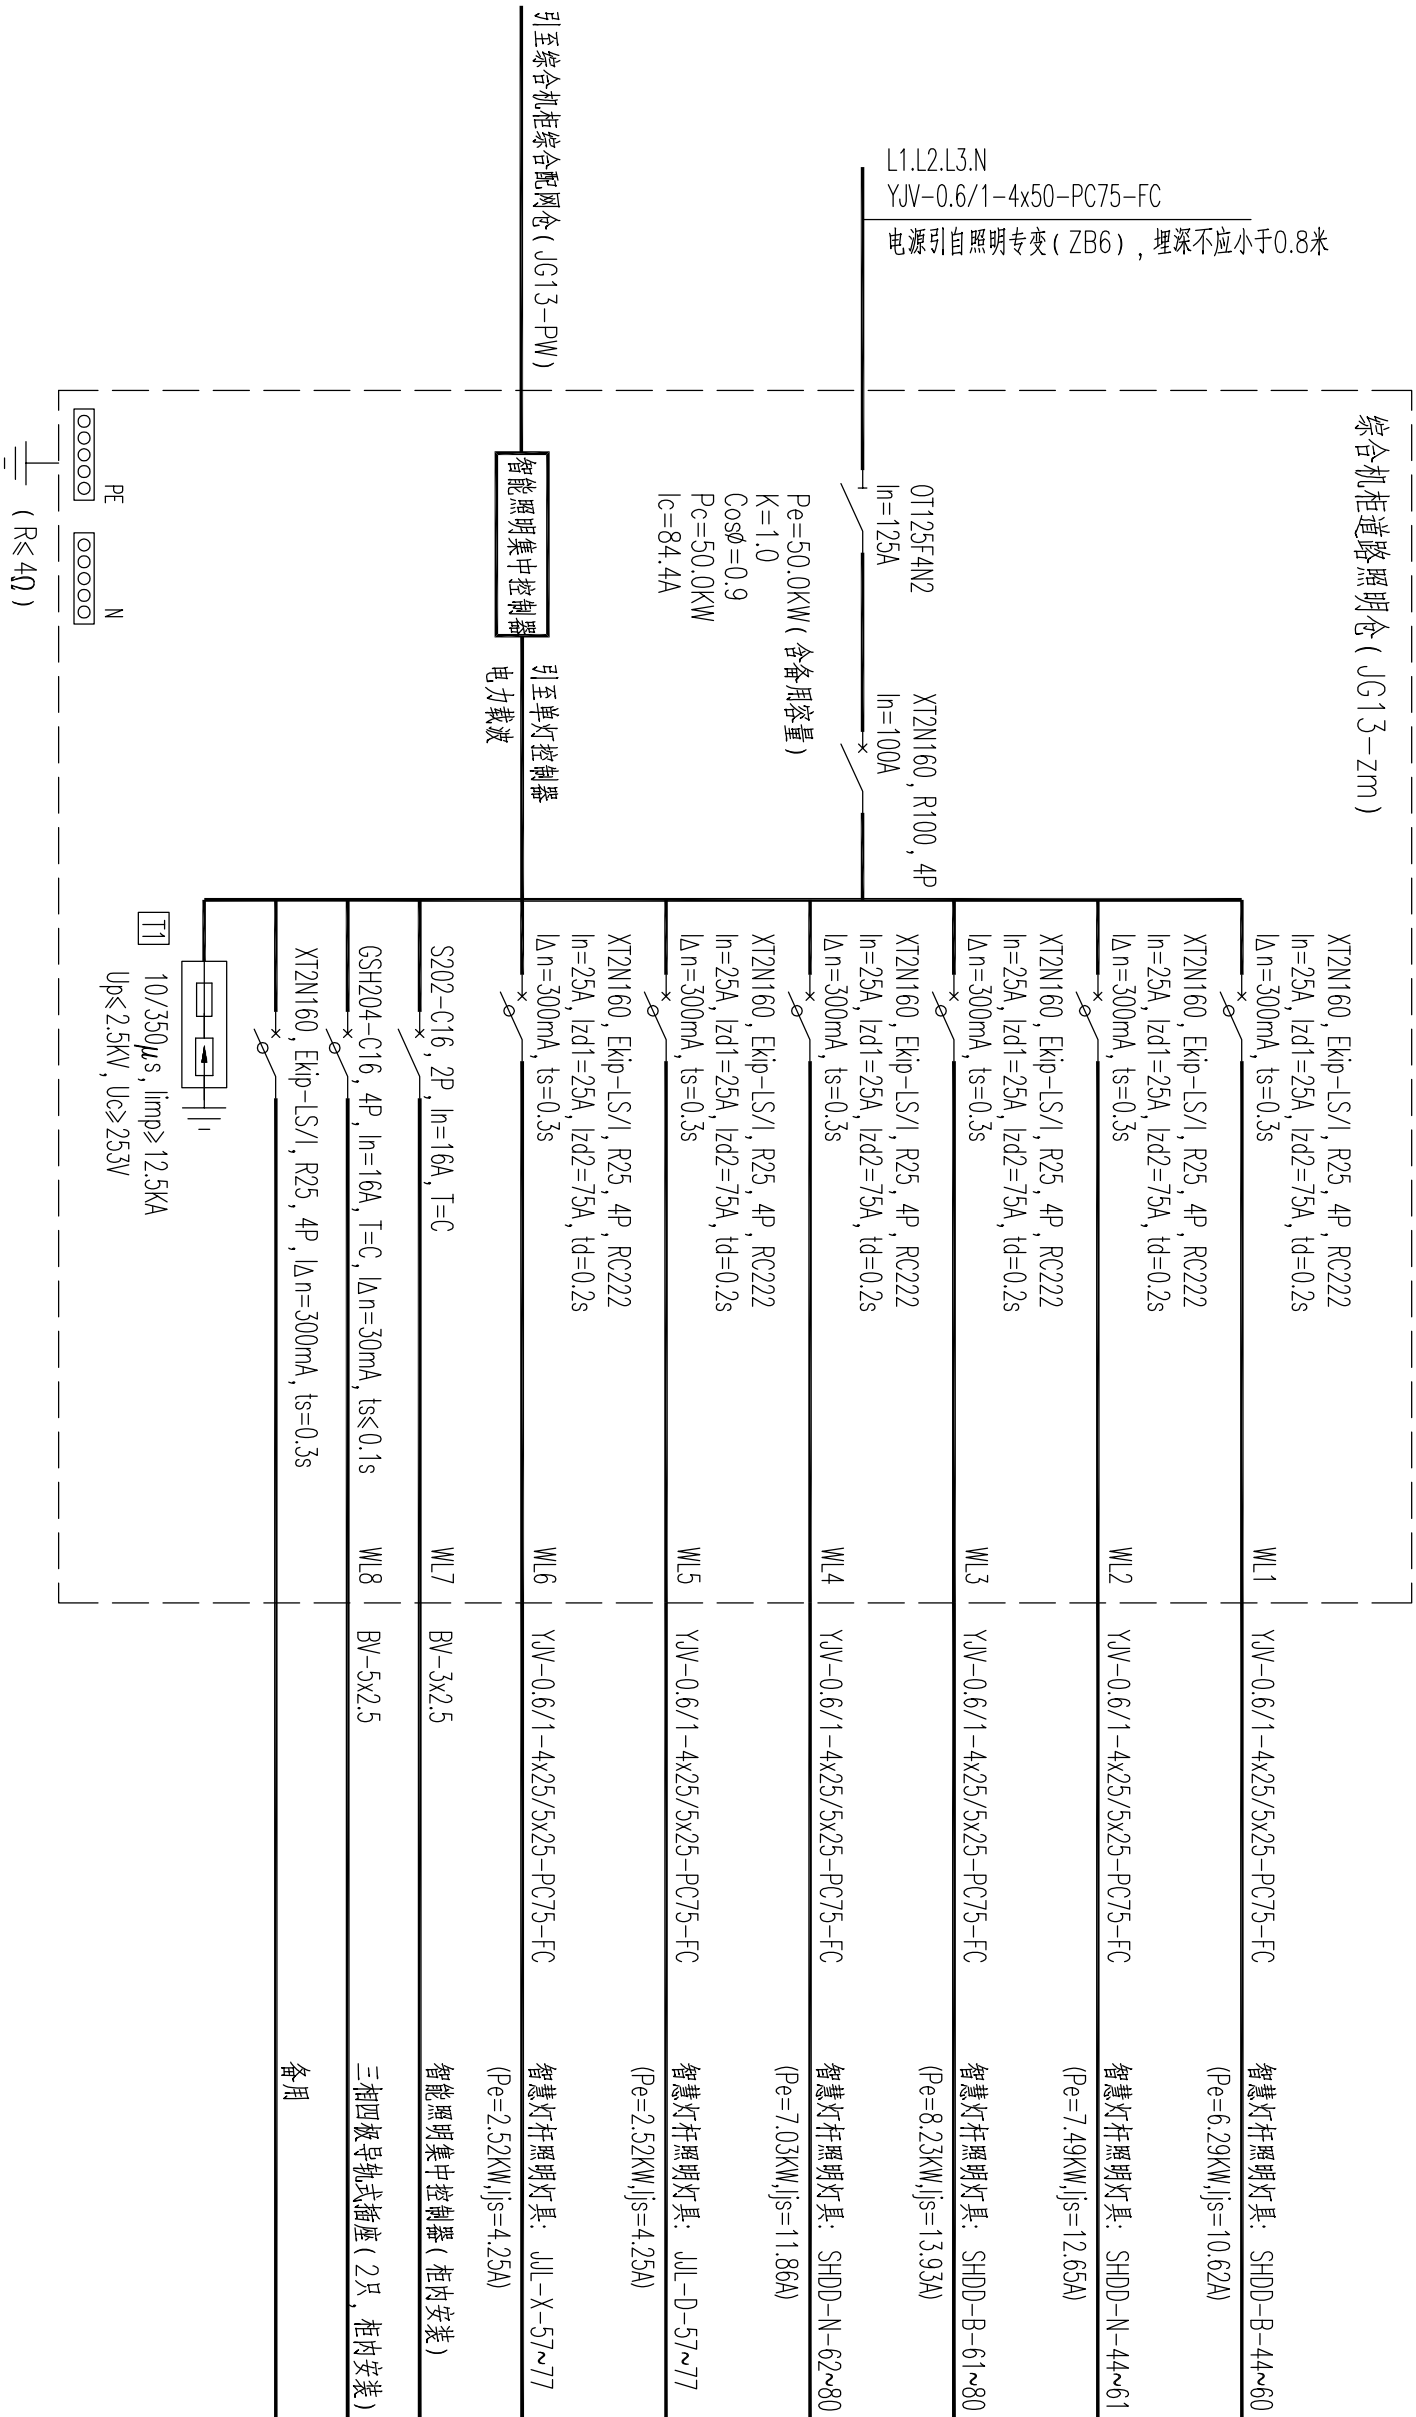 L1.L2.L3.N
YJV-0.6/1-4x50-PC75-FC
电源引自照明专变(ZB6),埋深不应小于0.8米
综合机柜道路照明仓(JG13-zm)
OT125F4N2
In=125A
XT2N160,R100,4P
In=100A
Pe=50.0KW(含备用容量)
K=1.0
CosØ=0.9
Pc=50.0KW
Ic=84.4A
引至综合机柜综合配网仓(JG13-PW)
智能照明集中控制器
引至单灯控制器
电力载波
XT2N160,Ekip-LS/I,R25,4P,RC222
In=25A,Izd1=25A,Izd2=75A,td=0.2s
I△n=300mA,ts=0.3s
WL1
YJV-0.6/1-4x25/5x25-PC75-FC
智慧灯杆照明灯具: SHDD-B-44~60
(Pe=6.29KW,Ijs=10.62A)
XT2N160,Ekip-LS/I,R25,4P,RC222
In=25A,Izd1=25A,Izd2=75A,td=0.2s
I△n=300mA,ts=0.3s
WL2
YJV-0.6/1-4x25/5x25-PC75-FC
智慧灯杆照明灯具: SHDD-N-44~61
(Pe=7.49KW,Ijs=12.65A)
XT2N160,Ekip-LS/I,R25,4P,RC222
In=25A,Izd1=25A,Izd2=75A,td=0.2s
I△n=300mA,ts=0.3s
WL3
YJV-0.6/1-4x25/5x25-PC75-FC
智慧灯杆照明灯具: SHDD-B-61~80
(Pe=8.23KW,Ijs=13.93A)
XT2N160,Ekip-LS/I,R25,4P,RC222
In=25A,Izd1=25A,Izd2=75A,td=0.2s
I△n=300mA,ts=0.3s
WL4
YJV-0.6/1-4x25/5x25-PC75-FC
智慧灯杆照明灯具: SHDD-N-62~80
(Pe=7.03KW,Ijs=11.86A)
XT2N160,Ekip-LS/I,R25,4P,RC222
In=25A,Izd1=25A,Izd2=75A,td=0.2s
I△n=300mA,ts=0.3s
WL5
YJV-0.6/1-4x25/5x25-PC75-FC
智慧灯杆照明灯具: JJL-D-57~77
(Pe=2.52KW,Ijs=4.25A)
XT2N160,Ekip-LS/I,R25,4P,RC222
In=25A,Izd1=25A,Izd2=75A,td=0.2s
I△n=300mA,ts=0.3s
WL6
YJV-0.6/1-4x25/5x25-PC75-FC
智慧灯杆照明灯具: JJL-X-57~77
(Pe=2.52KW,Ijs=4.25A)
S202-C16,2P,In=16A,T=C
WL7
BV-3x2.5
智能照明集中控制器(柜内安装)
GSH204-C16,4P,In=16A,T=C,I△n=30mA,ts≤0.1s
WL8
BV-5x2.5
三相四极导轨式插座(2只,柜内安装)
XT2N160,Ekip-LS/I,R25,4P,I△n=300mA,ts=0.3s
备用
T1
10/350μs,Iimp≥12.5KA
Up≤2.5KV,Uc≥253V
PE
N
(R≤4Ω)